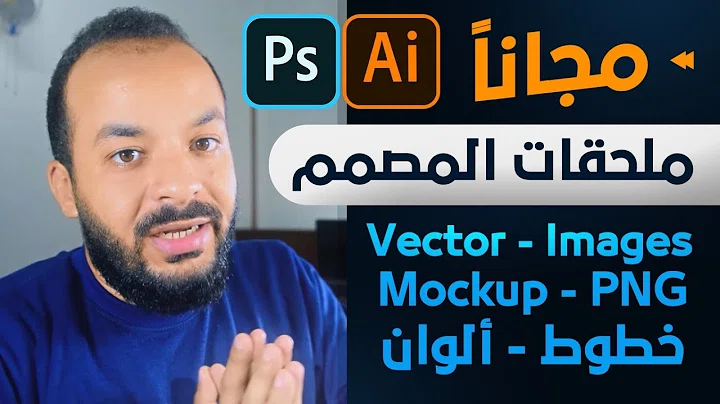 Ps Ai مجاناً
ملحقات المصمم
Vector - Images
Mockup - PNG
خطوط - ألوان